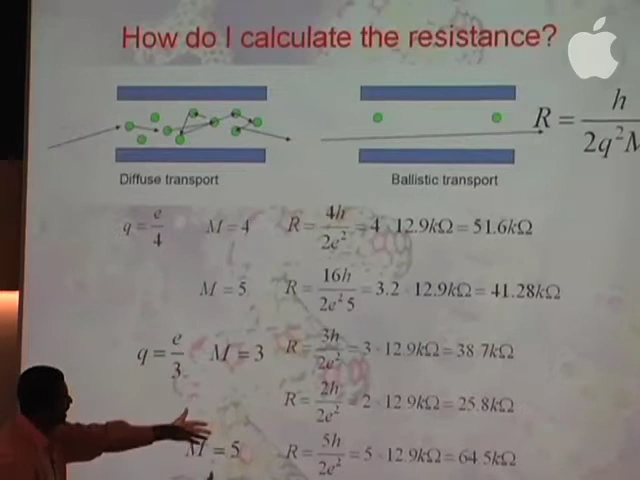 How do I calculate the resistance?
Diffuse transport
Ballistic transport
R = h / 2q²M
q = e/4 M = 4 R = 4h / 2e² = 4 · 12.9kΩ = 51.6kΩ
M = 5 R = 16h / 2e²5 = 3.2 · 12.9kΩ = 41.28kΩ
q = e/3 M = 3 R = 3h / 2e² = 3 · 12.9kΩ = 38.7kΩ
R = 2h / 2e² = 2 · 12.9kΩ = 25.8kΩ
M = 5 R = 5h / 2e² = 5 · 12.9kΩ = 64.5kΩ